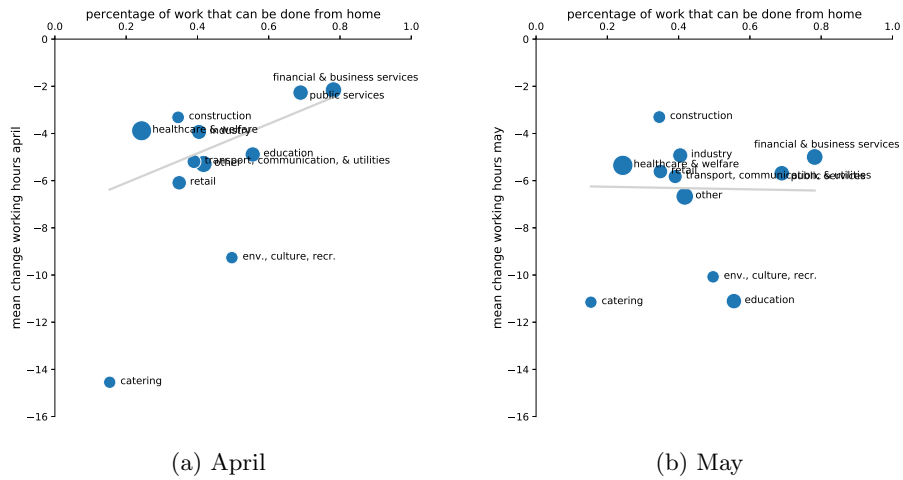 percentage of work that can be done from home
0.0 0.2 0.4 0.6 0.8 1.0
mean change working hours april
0
−2
−4
−6
−8
−10
−12
−14
−16
financial & business services
public services
construction
healthcare & welfare
industry
education
transport, communication, & utilities
other
retail
env., culture, recr.
catering
(a) April
percentage of work that can be done from home
0.0 0.2 0.4 0.6 0.8 1.0
mean change working hours may
0
−2
−4
−6
−8
−10
−12
−14
−16
construction
financial & business services
industry
healthcare & welfare
retail
transport, communication, & utilities
public services
other
env., culture, recr.
catering
education
(b) May